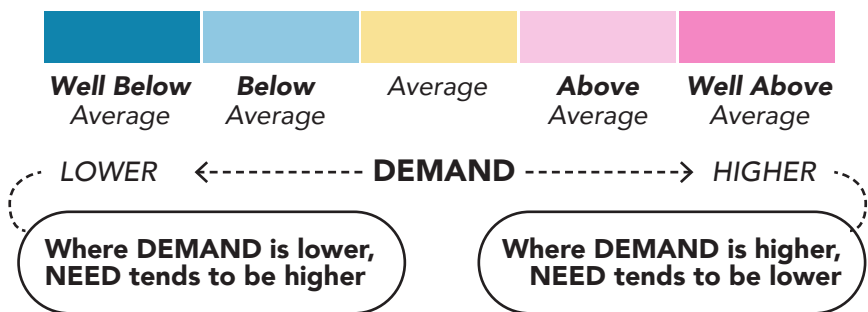 Well Below Below Average Above Well Above
Average Average Average Average
LOWER DEMAND HIGHER
Where DEMAND is lower,
NEED tends to be higher
Where DEMAND is higher,
NEED tends to be lower